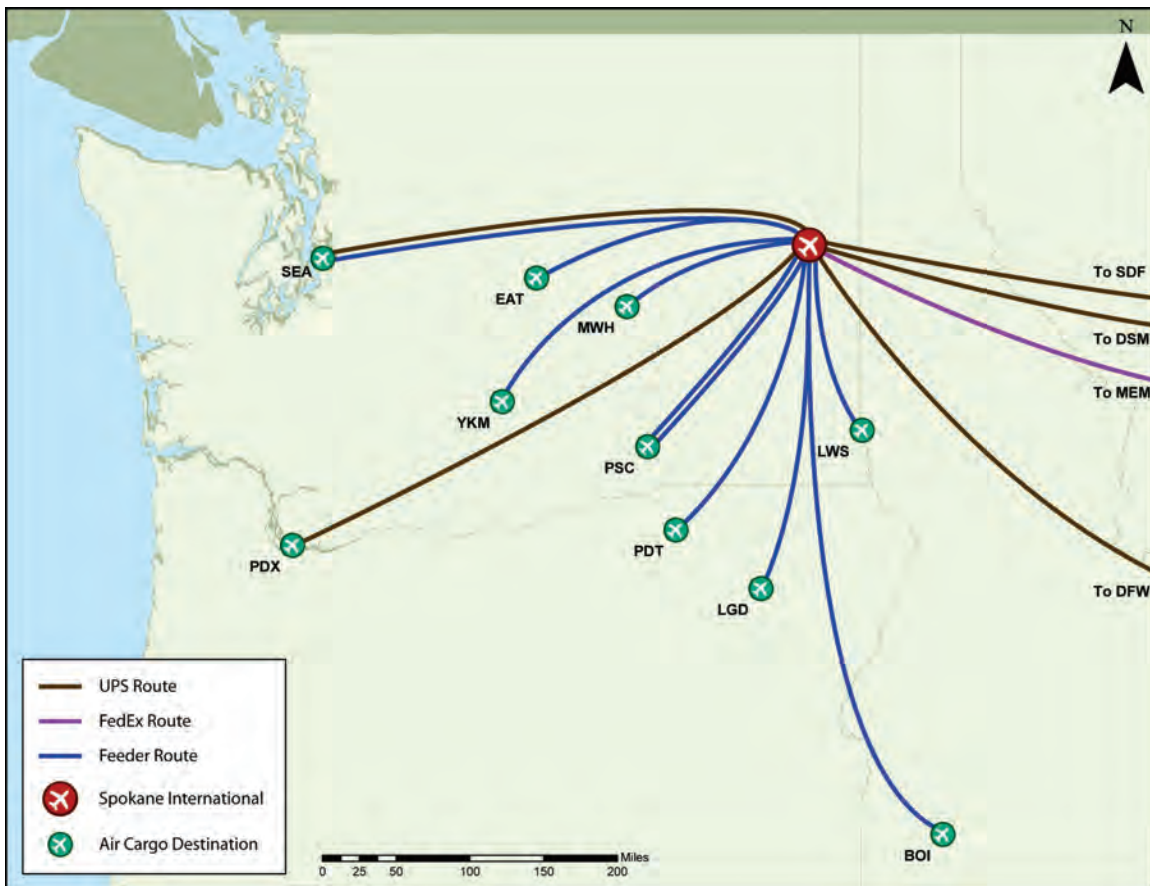 N
SEA
EAT
MWH
To SDF
To DSM
To MEM
YKM
PSC
LWS
PDX
PDT
LGD
To DFW
UPS Route
FedEx Route
Feeder Route
Spokane International
Air Cargo Destination
Miles
0 25 50 100 150 200
BOI